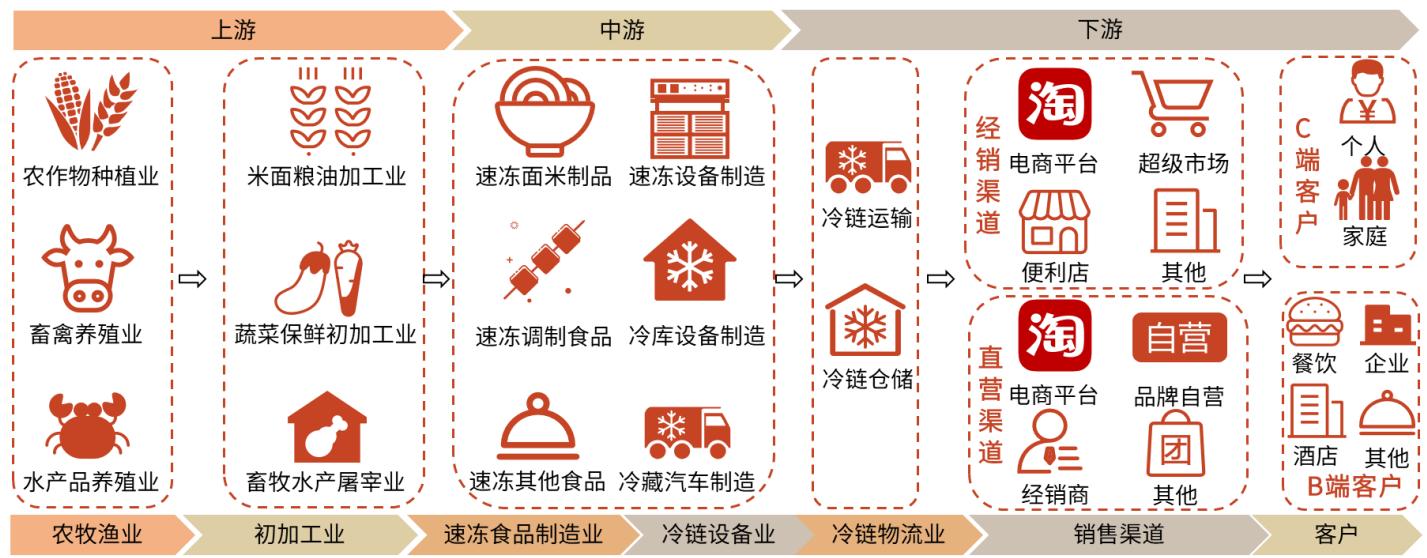 上游
中游
下游
农作物种植业
畜禽养殖业
水产品养殖业
米面粮油加工业
蔬菜保鲜初加工业
畜牧水产屠宰业
速冻面米制品
速冻设备制造
速冻调制食品
冷库设备制造
速冻其他食品
冷藏汽车制造
冷链运输
冷链仓储
经销渠道
淘
电商平台
超级市场
便利店
其他
直营渠道
淘
电商平台
自营
品牌自营
经销商
团
其他
C端客户
¥
个人
家庭
餐饮
企业
酒店
其他
B端客户
农牧渔业
初加工业
速冻食品制造业
冷链设备业
冷链物流业
销售渠道
客户